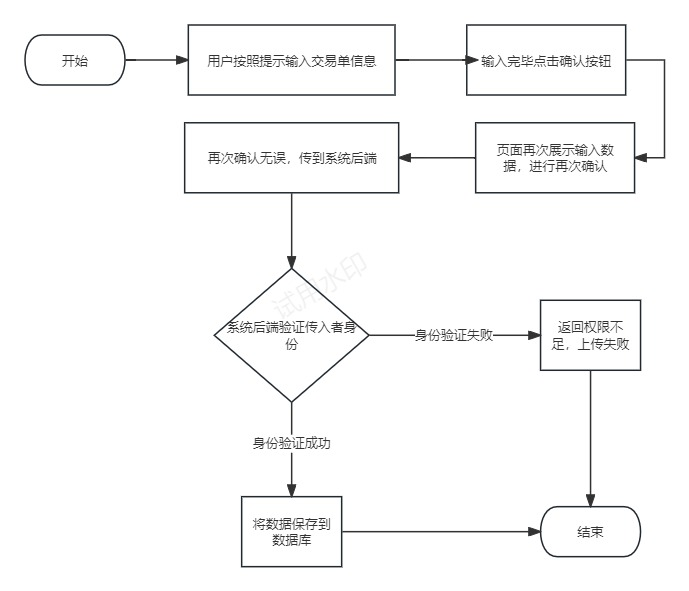 开始
用户按照提示输入交易单信息
输入完毕点击确认按钮
再次确认无误，传到系统后端
页面再次展示输入数
据，进行再次确认
试用水印
系统后端验证传入者身
份
身份验证失败
返回权限不
足，上传失败
身份验证成功
将数据保存到
数据库
结束